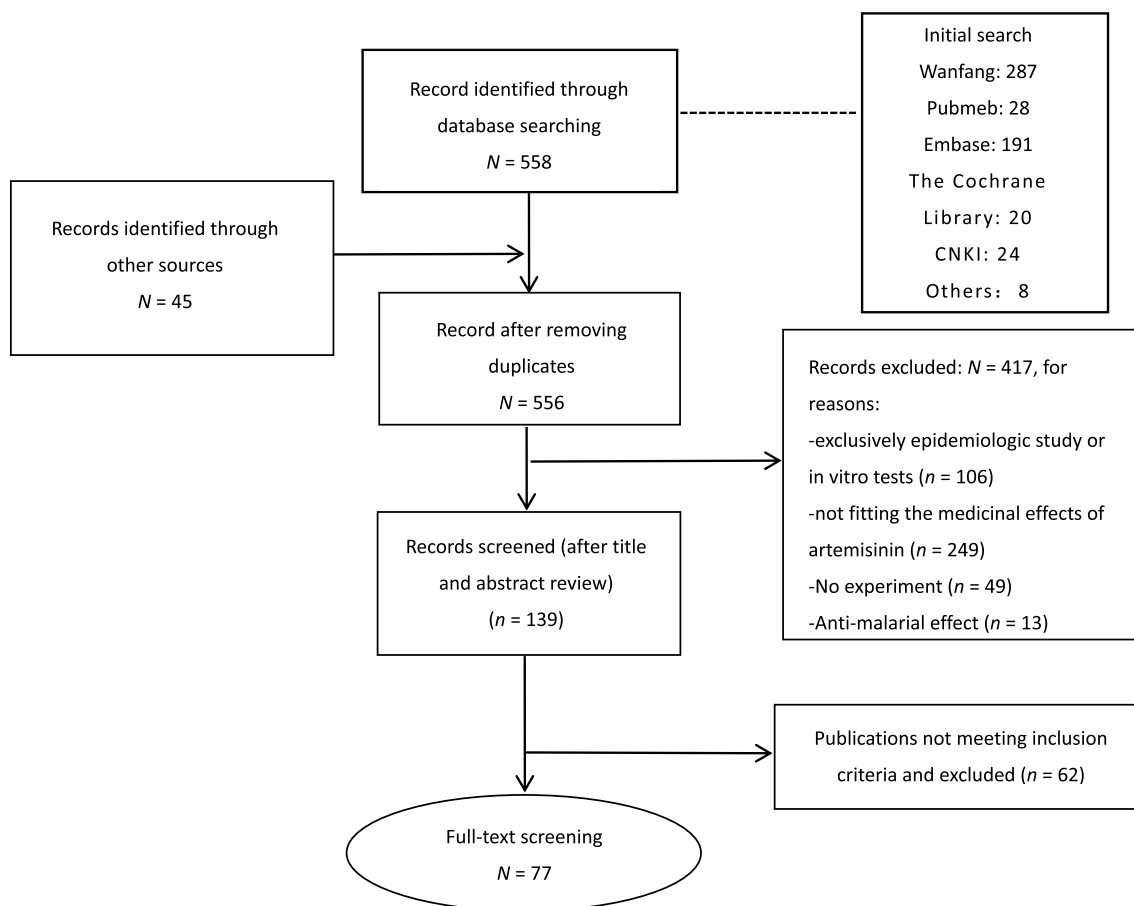 Initial search
Wanfang: 287
Pubmeb: 28
Embase: 191
The Cochrane
Library: 20
CNKI: 24
Others： 8
Record identified through
database searching
N = 558
Records identified through
other sources
N = 45
Record after removing
duplicates
N = 556
Records excluded: N = 417, for
reasons:
-exclusively epidemiologic study or
in vitro tests (n = 106)
-not fitting the medicinal effects of
artemisinin (n = 249)
-No experiment (n = 49)
-Anti-malarial effect (n = 13)
Records screened (after title
and abstract review)
(n = 139)
Publications not meeting inclusion
criteria and excluded (n = 62)
Full-text screening
N = 77